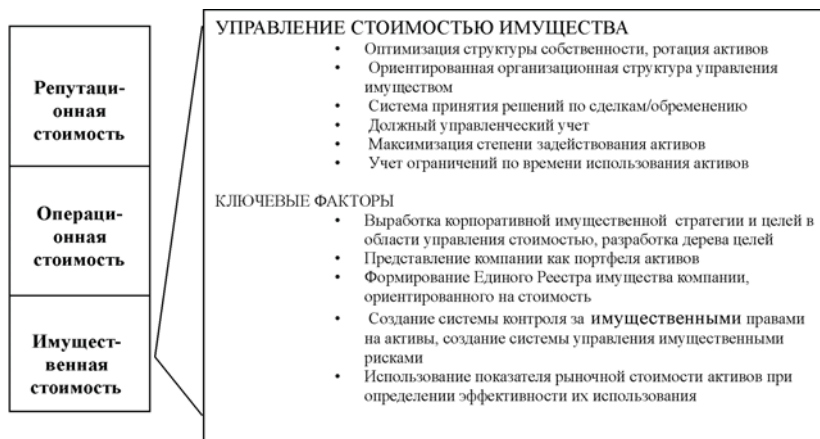 Репутаци-
онная
стоимость
Операци-
онная
стоимость
Имущест-
венная
стоимость
УПРАВЛЕНИЕ СТОИМОСТЬЮ ИМУЩЕСТВА
• Оптимизация структуры собственности, ротация активов
• Ориентированная организационная структура управления
имуществом
• Система принятия решений по сделкам/обременению
• Должный управленческий учет
• Максимизация степени задействования активов
• Учет ограничений по времени использования активов
КЛЮЧЕВЫЕ ФАКТОРЫ
• Выработка корпоративной имущественной стратегии и целей в
области управления стоимостью, разработка дерева целей
• Представление компании как портфеля активов
• Формирование Единого Реестра имущества компании,
ориентированного на стоимость
• Создание системы контроля за имущественными правами
на активы, создание системы управления имущественными
рисками
• Использование показателя рыночной стоимости активов при
определении эффективности их использования